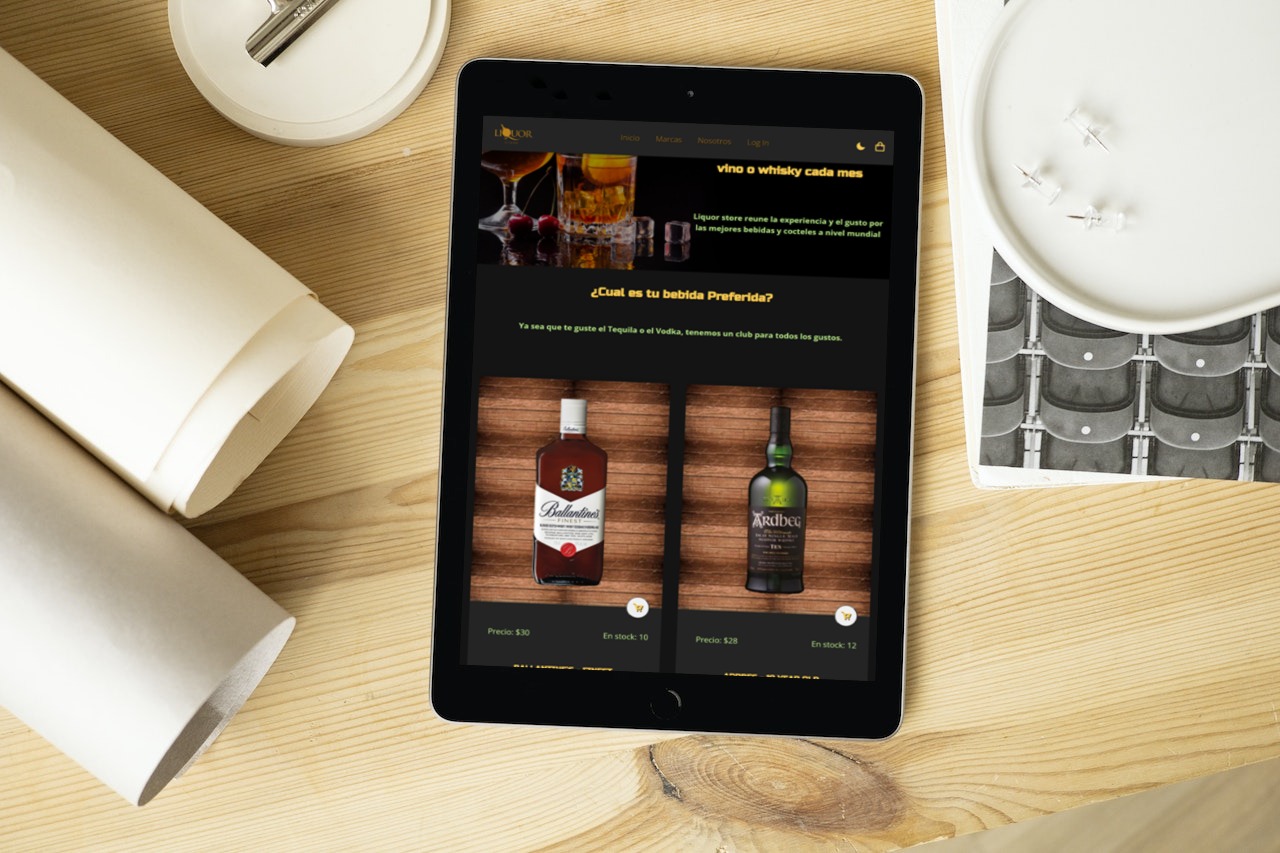 LIQUOR
Inicio Marcas Nosotros Log In
vino o whisky cada mes
Liquor store reune la experiencia y el gusto por
las mejores bebidas y cocteles a nivel mundial
¿Cual es tu bebida Preferida?
Ya sea que te guste el Tequila o el Vodka, tenemos un club para todos los gustos.
Ballantine's
Ballantine's
FINEST
ARDBEG
TEN
Precio: $30 En stock: 10
Precio: $28 En stock: 12